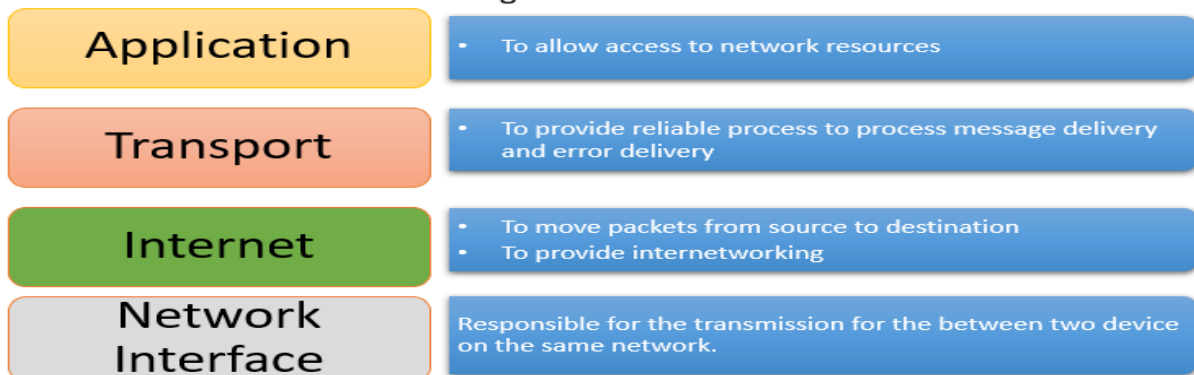 Application
• To allow access to network resources
Transport
• To provide reliable process to process message delivery
and error delivery
Internet
• To move packets from source to destination
• To provide internetworking
Network
Interface
Responsible for the transmission for the between two device
on the same network.